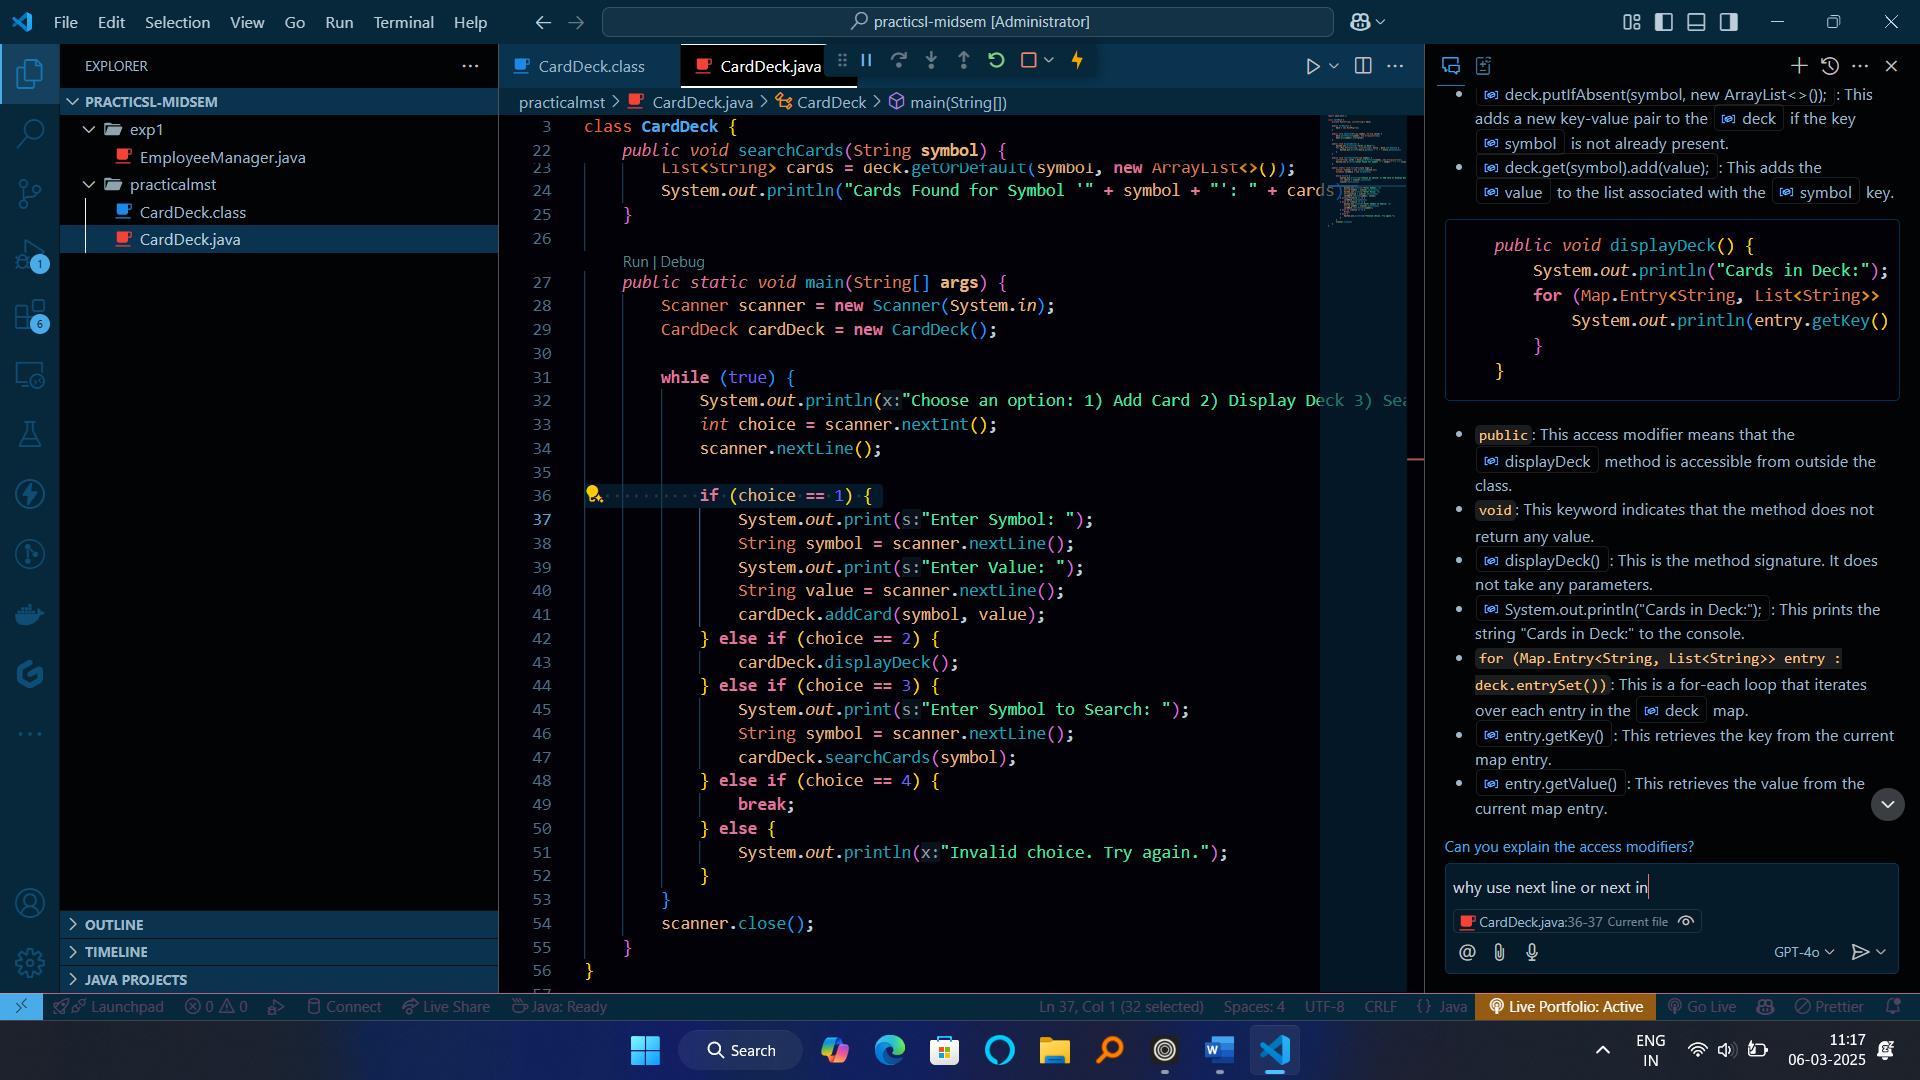 File Edit Selection View Go Run Terminal Help
practicsl-midsem [Administrator]
EXPLORER
PRACTICSL-MIDSEM
exp1
EmployeeManager.java
practicalmst
CardDeck.class
CardDeck.java
OUTLINE
TIMELINE
JAVA PROJECTS
1
6
CardDeck.class
CardDeck.java
practicalmst > CardDeck.java > CardDeck > main(String[])
3 class CardDeck {
22 public void searchCards(String symbol) {
23 List<String> cards = deck.getOrDefault(symbol, new ArrayList<>());
24 System.out.println("Cards Found for Symbol '" + symbol + "': " + cards)
25 }
26
Run | Debug
27 public static void main(String[] args) {
28 Scanner scanner = new Scanner(System.in);
29 CardDeck cardDeck = new CardDeck();
30
31 while (true) {
32 System.out.println(x:"Choose an option: 1) Add Card 2) Display Deck 3) Sea
33 int choice = scanner.nextInt();
34 scanner.nextLine();
35
36 if (choice == 1) {
37 System.out.print(s:"Enter Symbol: ");
38 String symbol = scanner.nextLine();
39 System.out.print(s:"Enter Value: ");
40 String value = scanner.nextLine();
41 cardDeck.addCard(symbol, value);
42 } else if (choice == 2) {
43 cardDeck.displayDeck();
44 } else if (choice == 3) {
45 System.out.print(s:"Enter Symbol to Search: ");
46 String symbol = scanner.nextLine();
47 cardDeck.searchCards(symbol);
48 } else if (choice == 4) {
49 break;
50 } else {
51 System.out.println(x:"Invalid choice. Try again.");
52 }
53 }
54 scanner.close();
55 }
56 }
57
deck.putIfAbsent(symbol, new ArrayList<>()); : This
adds a new key-value pair to the deck if the key
symbol is not already present.
deck.get(symbol).add(value); : This adds the
value to the list associated with the symbol key.
public void displayDeck() {
System.out.println("Cards in Deck:");
for (Map.Entry<String, List<String>>
System.out.println(entry.getKey()
}
}
public: This access modifier means that the
displayDeck method is accessible from outside the
class.
void: This keyword indicates that the method does not
return any value.
displayDeck() : This is the method signature. It does
not take any parameters.
System.out.println("Cards in Deck:"); : This prints the
string "Cards in Deck:" to the console.
for (Map.Entry<String, List<String>> entry :
deck.entrySet()): This is a for-each loop that iterates
over each entry in the deck map.
entry.getKey() : This retrieves the key from the current
map entry.
entry.getValue() : This retrieves the value from the
current map entry.
Can you explain the access modifiers?
why use next line or next in
CardDeck.java:36-37 Current file
GPT-4o
Launchpad 0 0 Connect Live Share Java: Ready
Ln 37, Col 1 (32 selected) Spaces: 4 UTF-8 CRLF {} Java Live Portfolio: Active Go Live Prettier
Search
ENG
IN
11:17
06-03-2025